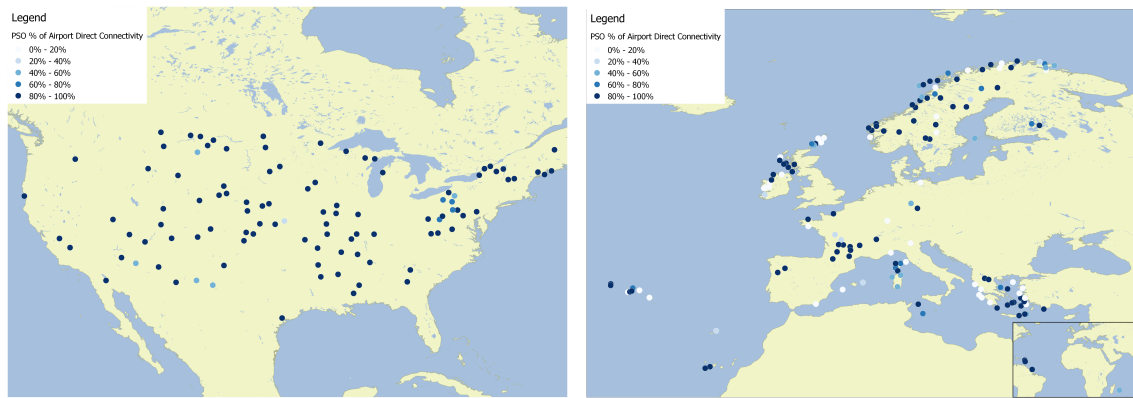 Legend
PSO % of Airport Direct Connectivity
0% - 20%
20% - 40%
40% - 60%
60% - 80%
80% - 100%
Legend
PSO % of Airport Direct Connectivity
0% - 20%
20% - 40%
40% - 60%
60% - 80%
80% - 100%